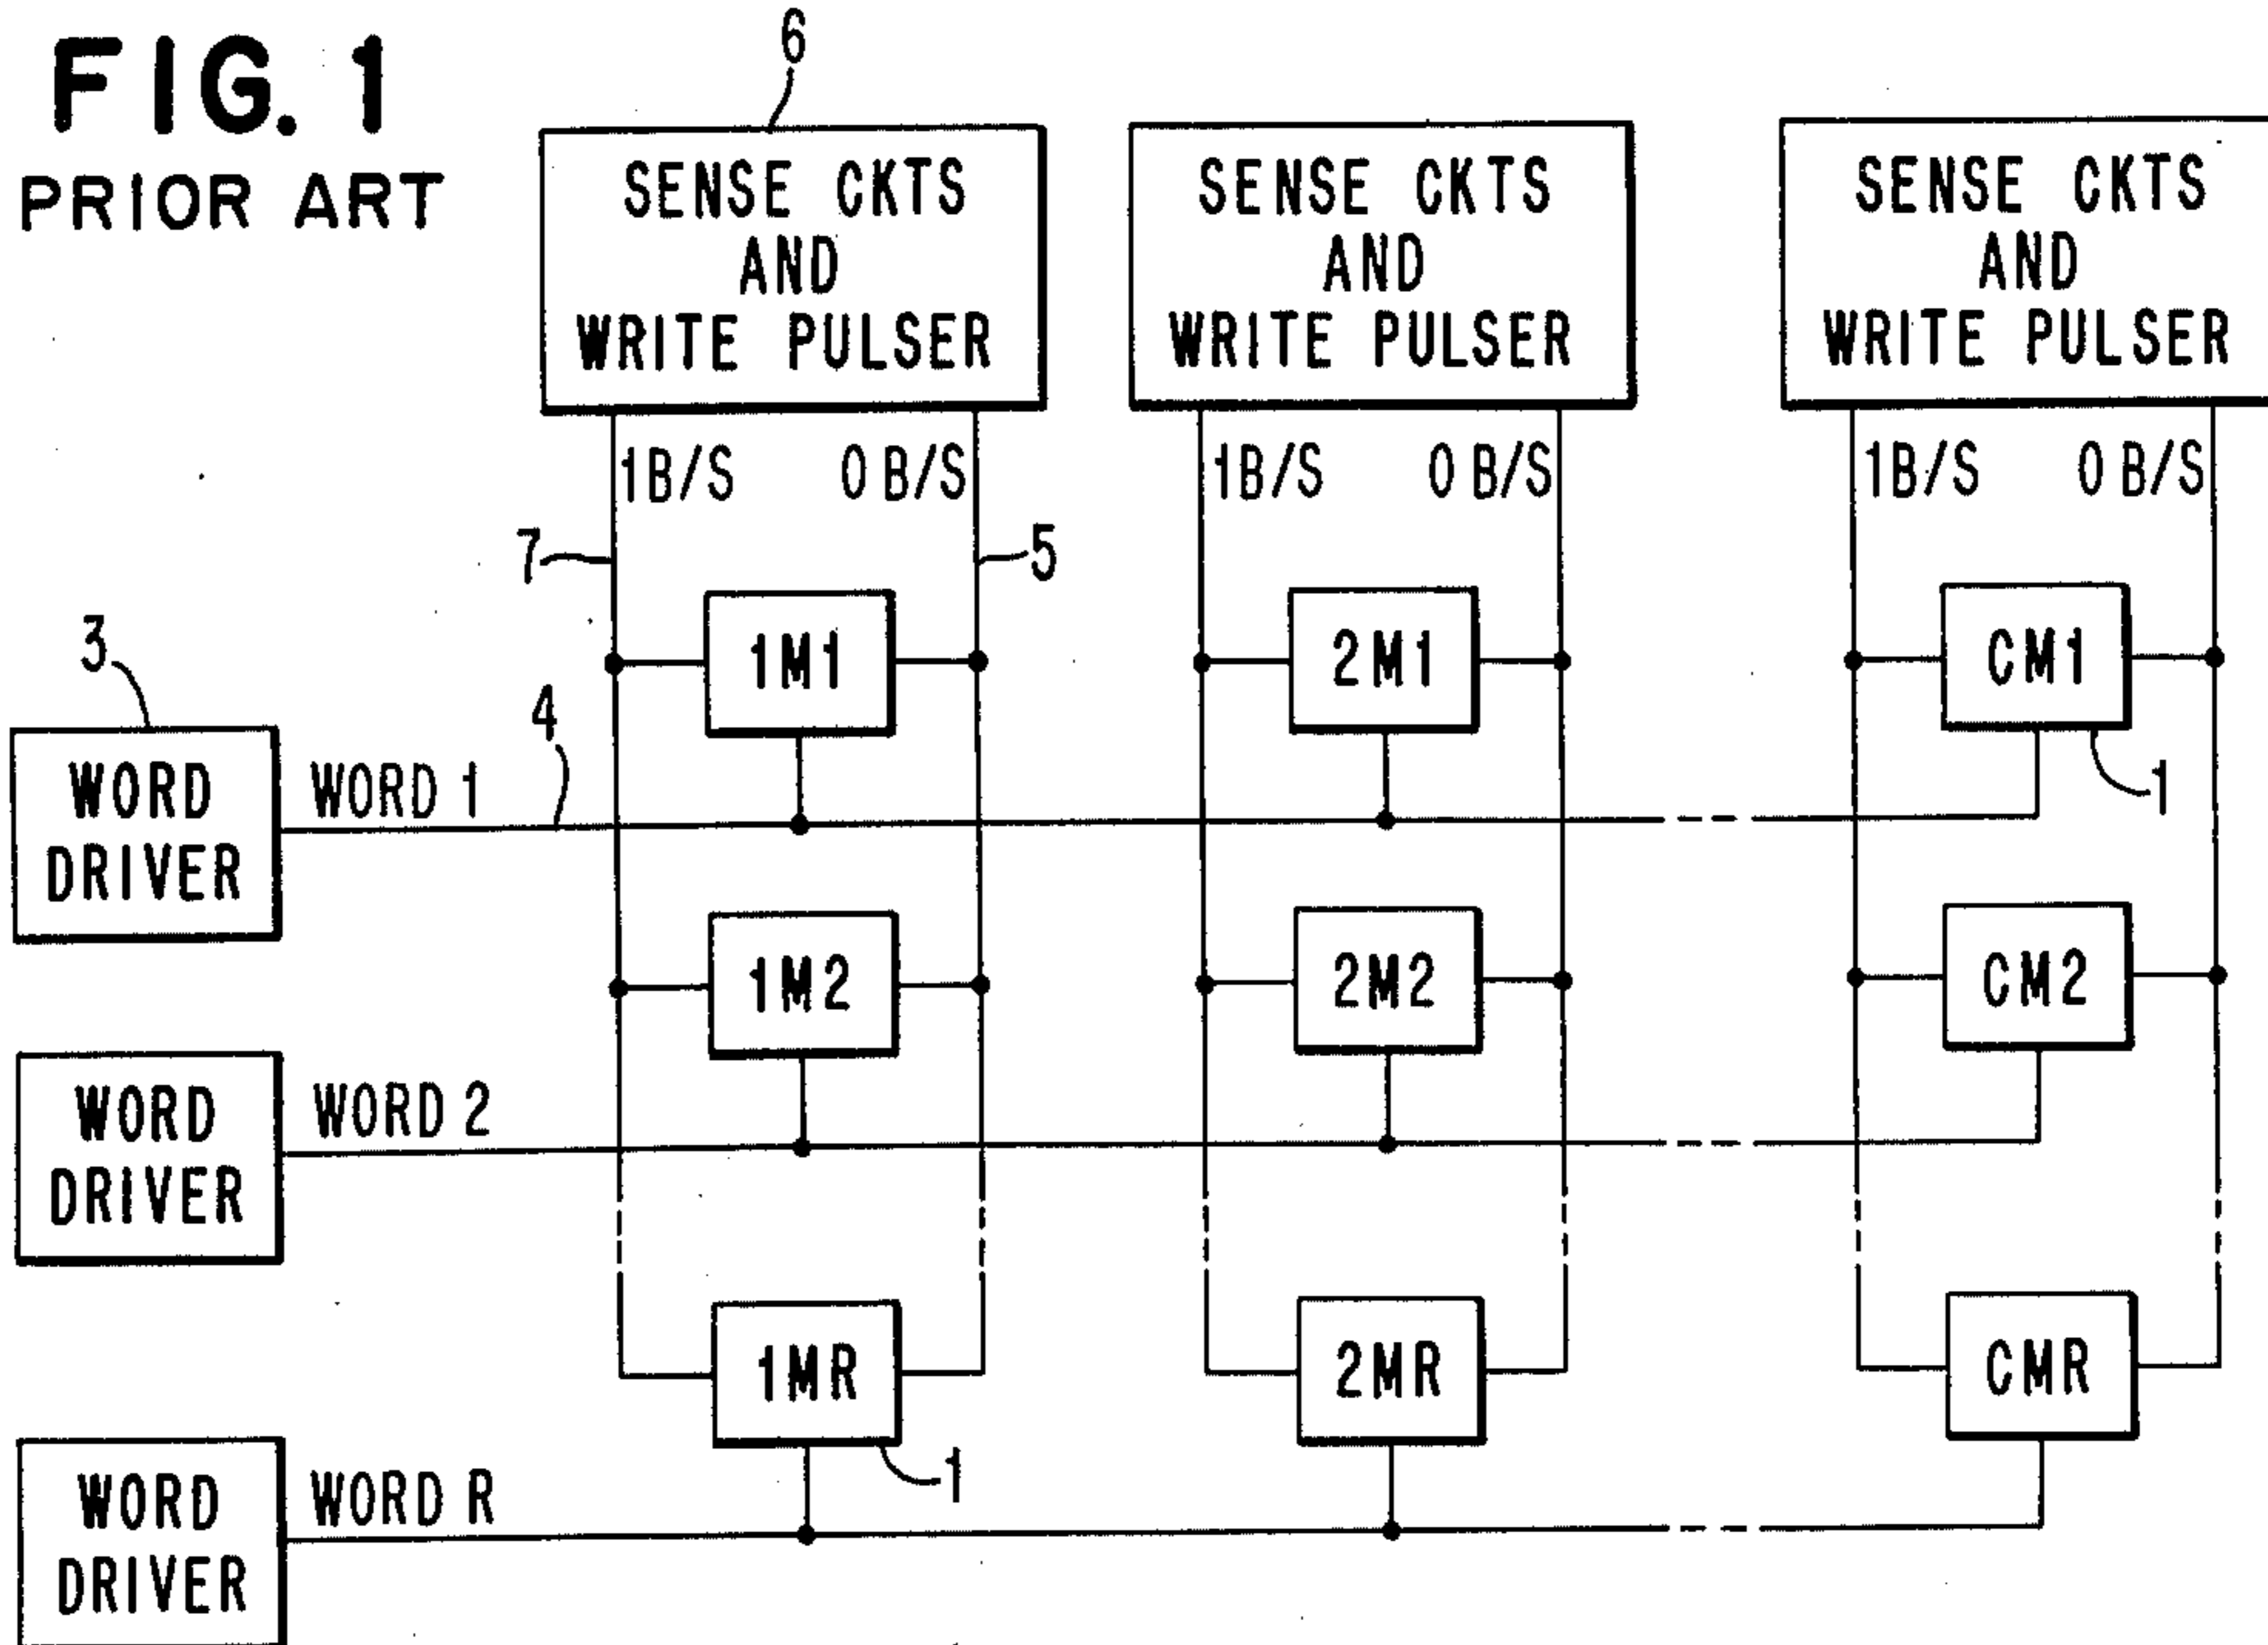 FIG. 1
PRIOR ART
6
SENSE CKTS
AND
WRITE PULSER
SENSE CKTS
AND
WRITE PULSER
SENSE CKTS
AND
WRITE PULSER
1B/S
0 B/S
1B/S
0 B/S
1B/S
0 B/S
7
5
1M1
2M1
CM1
1
3
4
WORD
DRIVER
WORD 1
1M2
2M2
CM2
WORD
DRIVER
WORD 2
1MR
2MR
CMR
1
WORD
DRIVER
WORD R